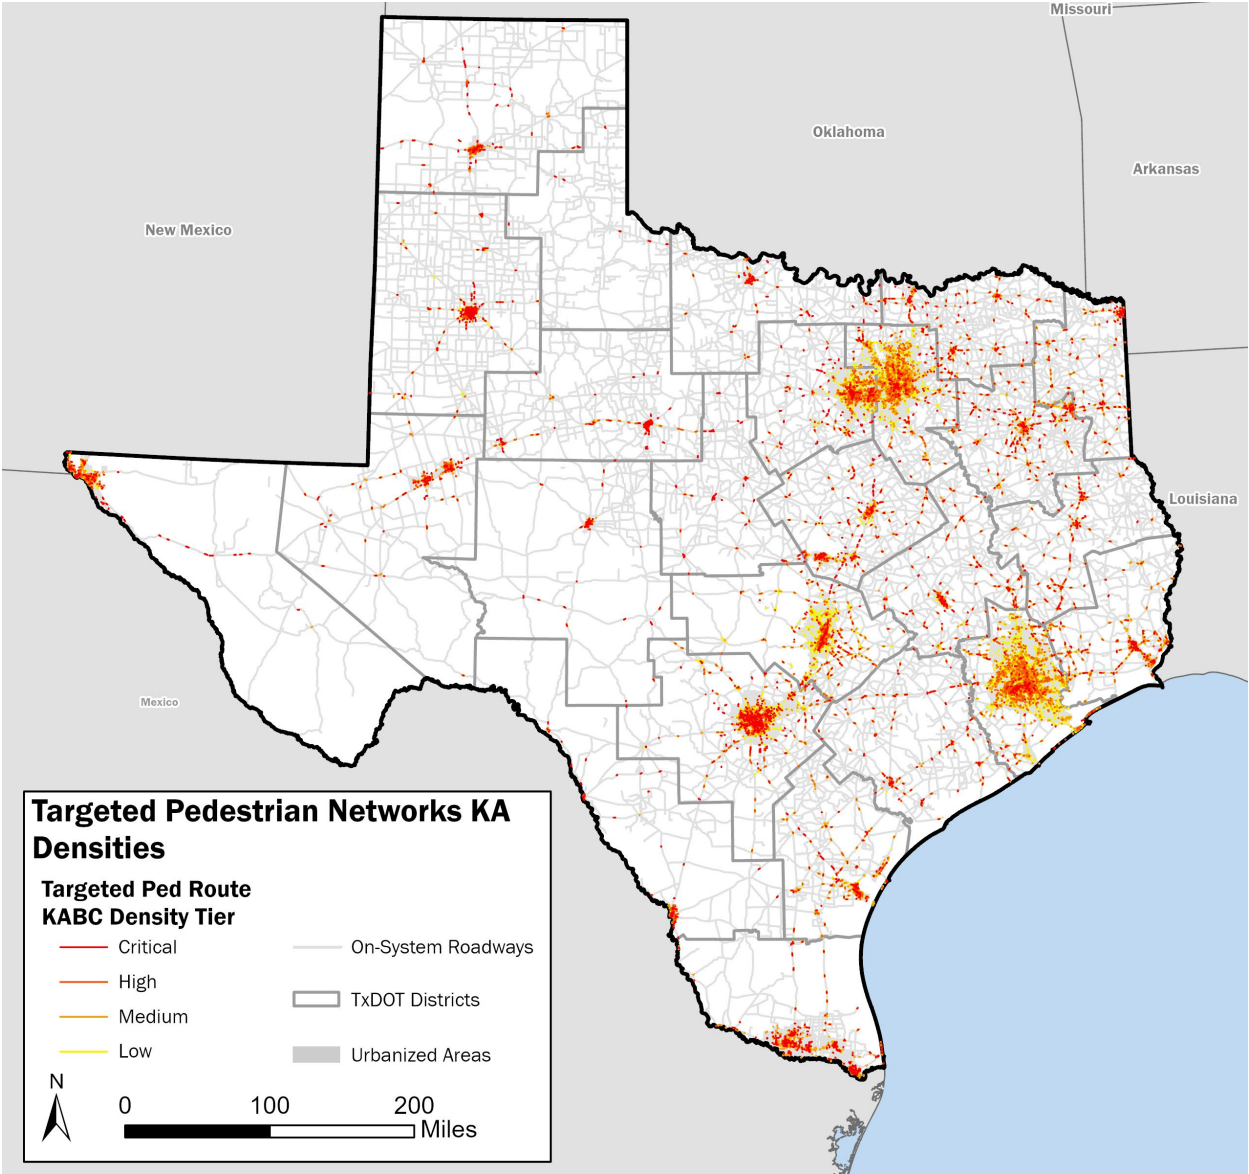 Missouri
Oklahoma
Arkansas
New Mexico
Louisiana
Mexico
Targeted Pedestrian Networks KA
Densities
Targeted Ped Route
KABC Density Tier
Critical
High
Medium
Low
On-System Roadways
TxDOT Districts
Urbanized Areas
N
0 100 200
Miles